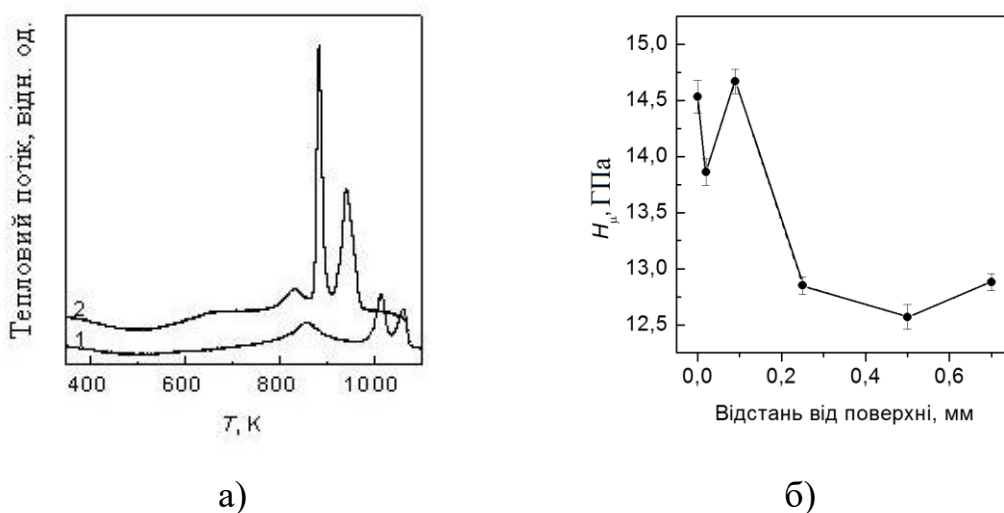 Тепловий потік, відн. од.
2
1
400 600 800 1000
T, K
а)
15,0
14,5
14,0
13,5
13,0
12,5
Hμ, ГПа
0,0 0,2 0,4 0,6
Відстань від поверхні, мм
б)